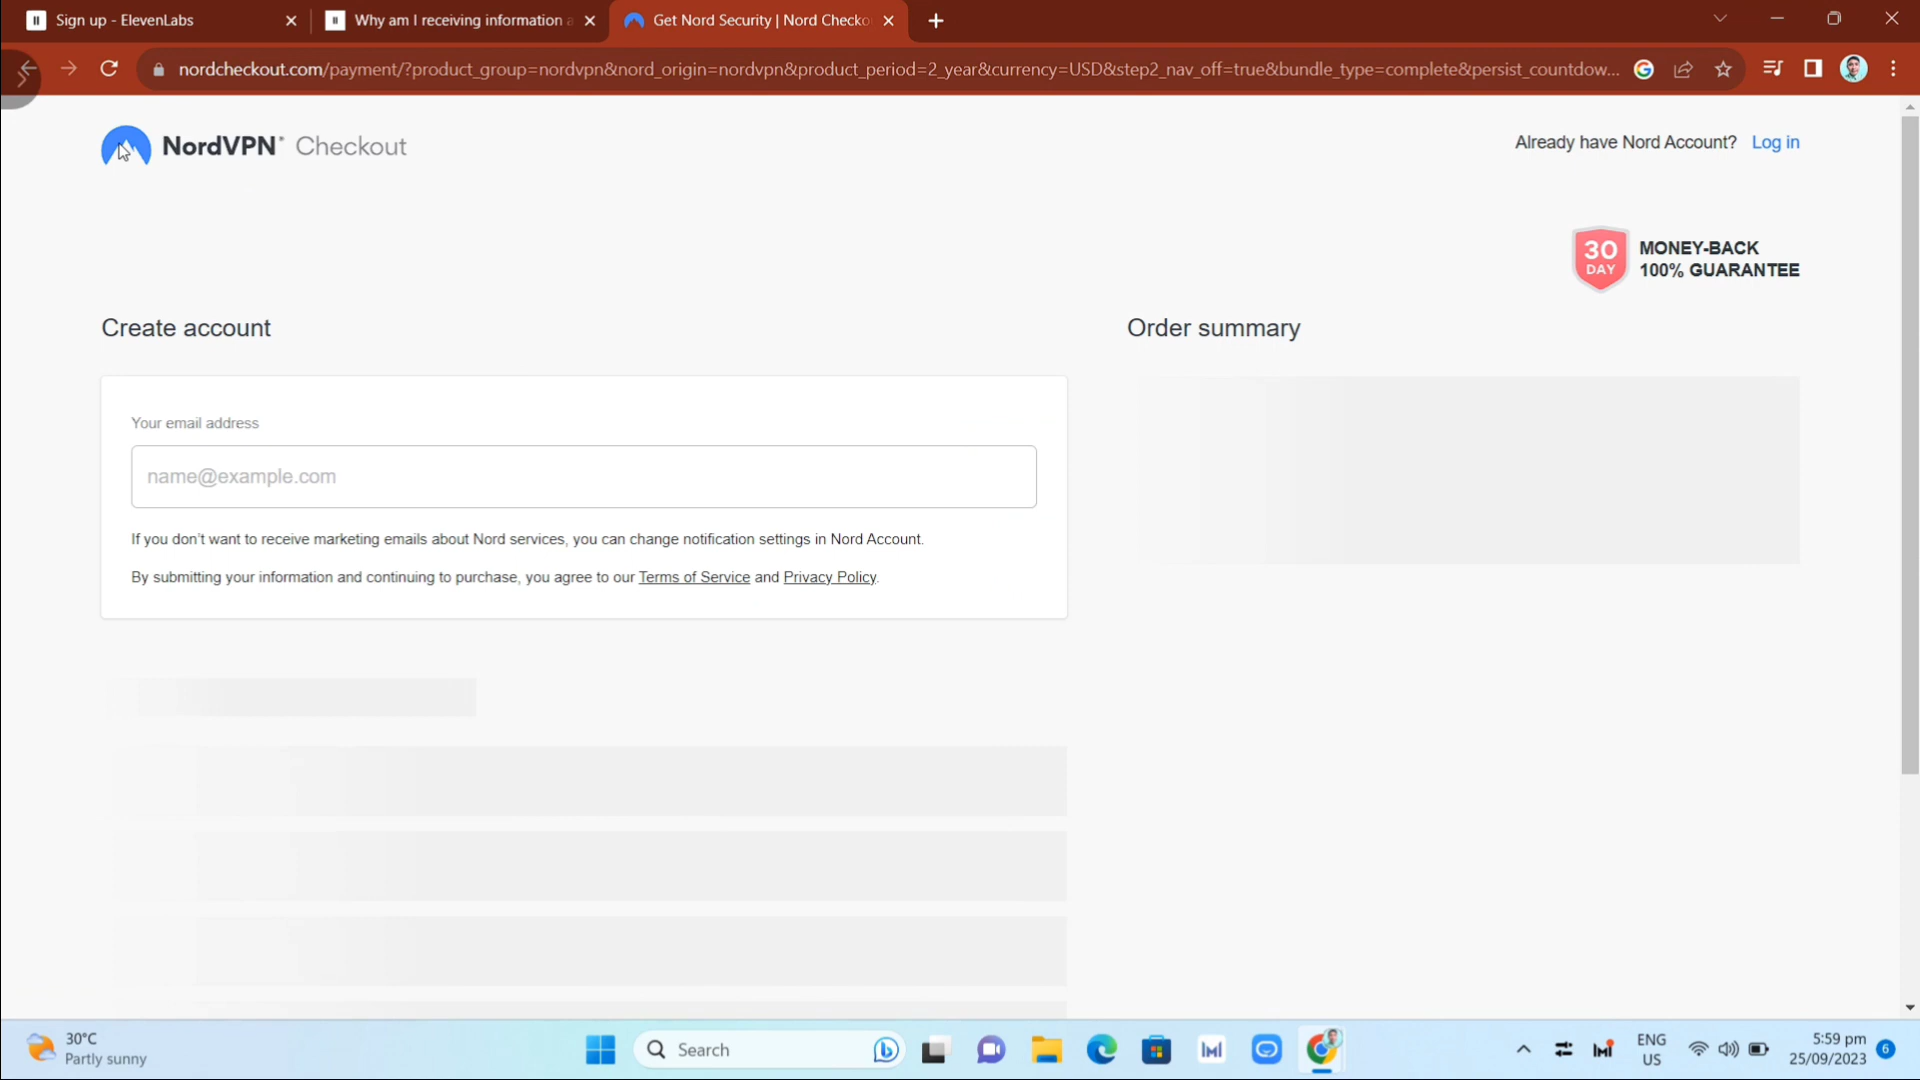 Sign up - ElevenLabs
Why am I receiving information a
Get Nord Security | Nord Checko
nordcheckout.com/payment/?product_group=nordvpn&nord_origin=nordvpn&product_period=2_year&currency=USD&step2_nav_off=true&bundle_type=complete&persist_countdow...
NordVPN® Checkout
Already have Nord Account? Log in
30 DAY
MONEY-BACK
100% GUARANTEE
Create account
Order summary
Your email address
name@example.com
If you don't want to receive marketing emails about Nord services, you can change notification settings in Nord Account.
By submitting your information and continuing to purchase, you agree to our Terms of Service and Privacy Policy.
30°C
Partly sunny
Search
ENG
US
5:59 pm
25/09/2023
6